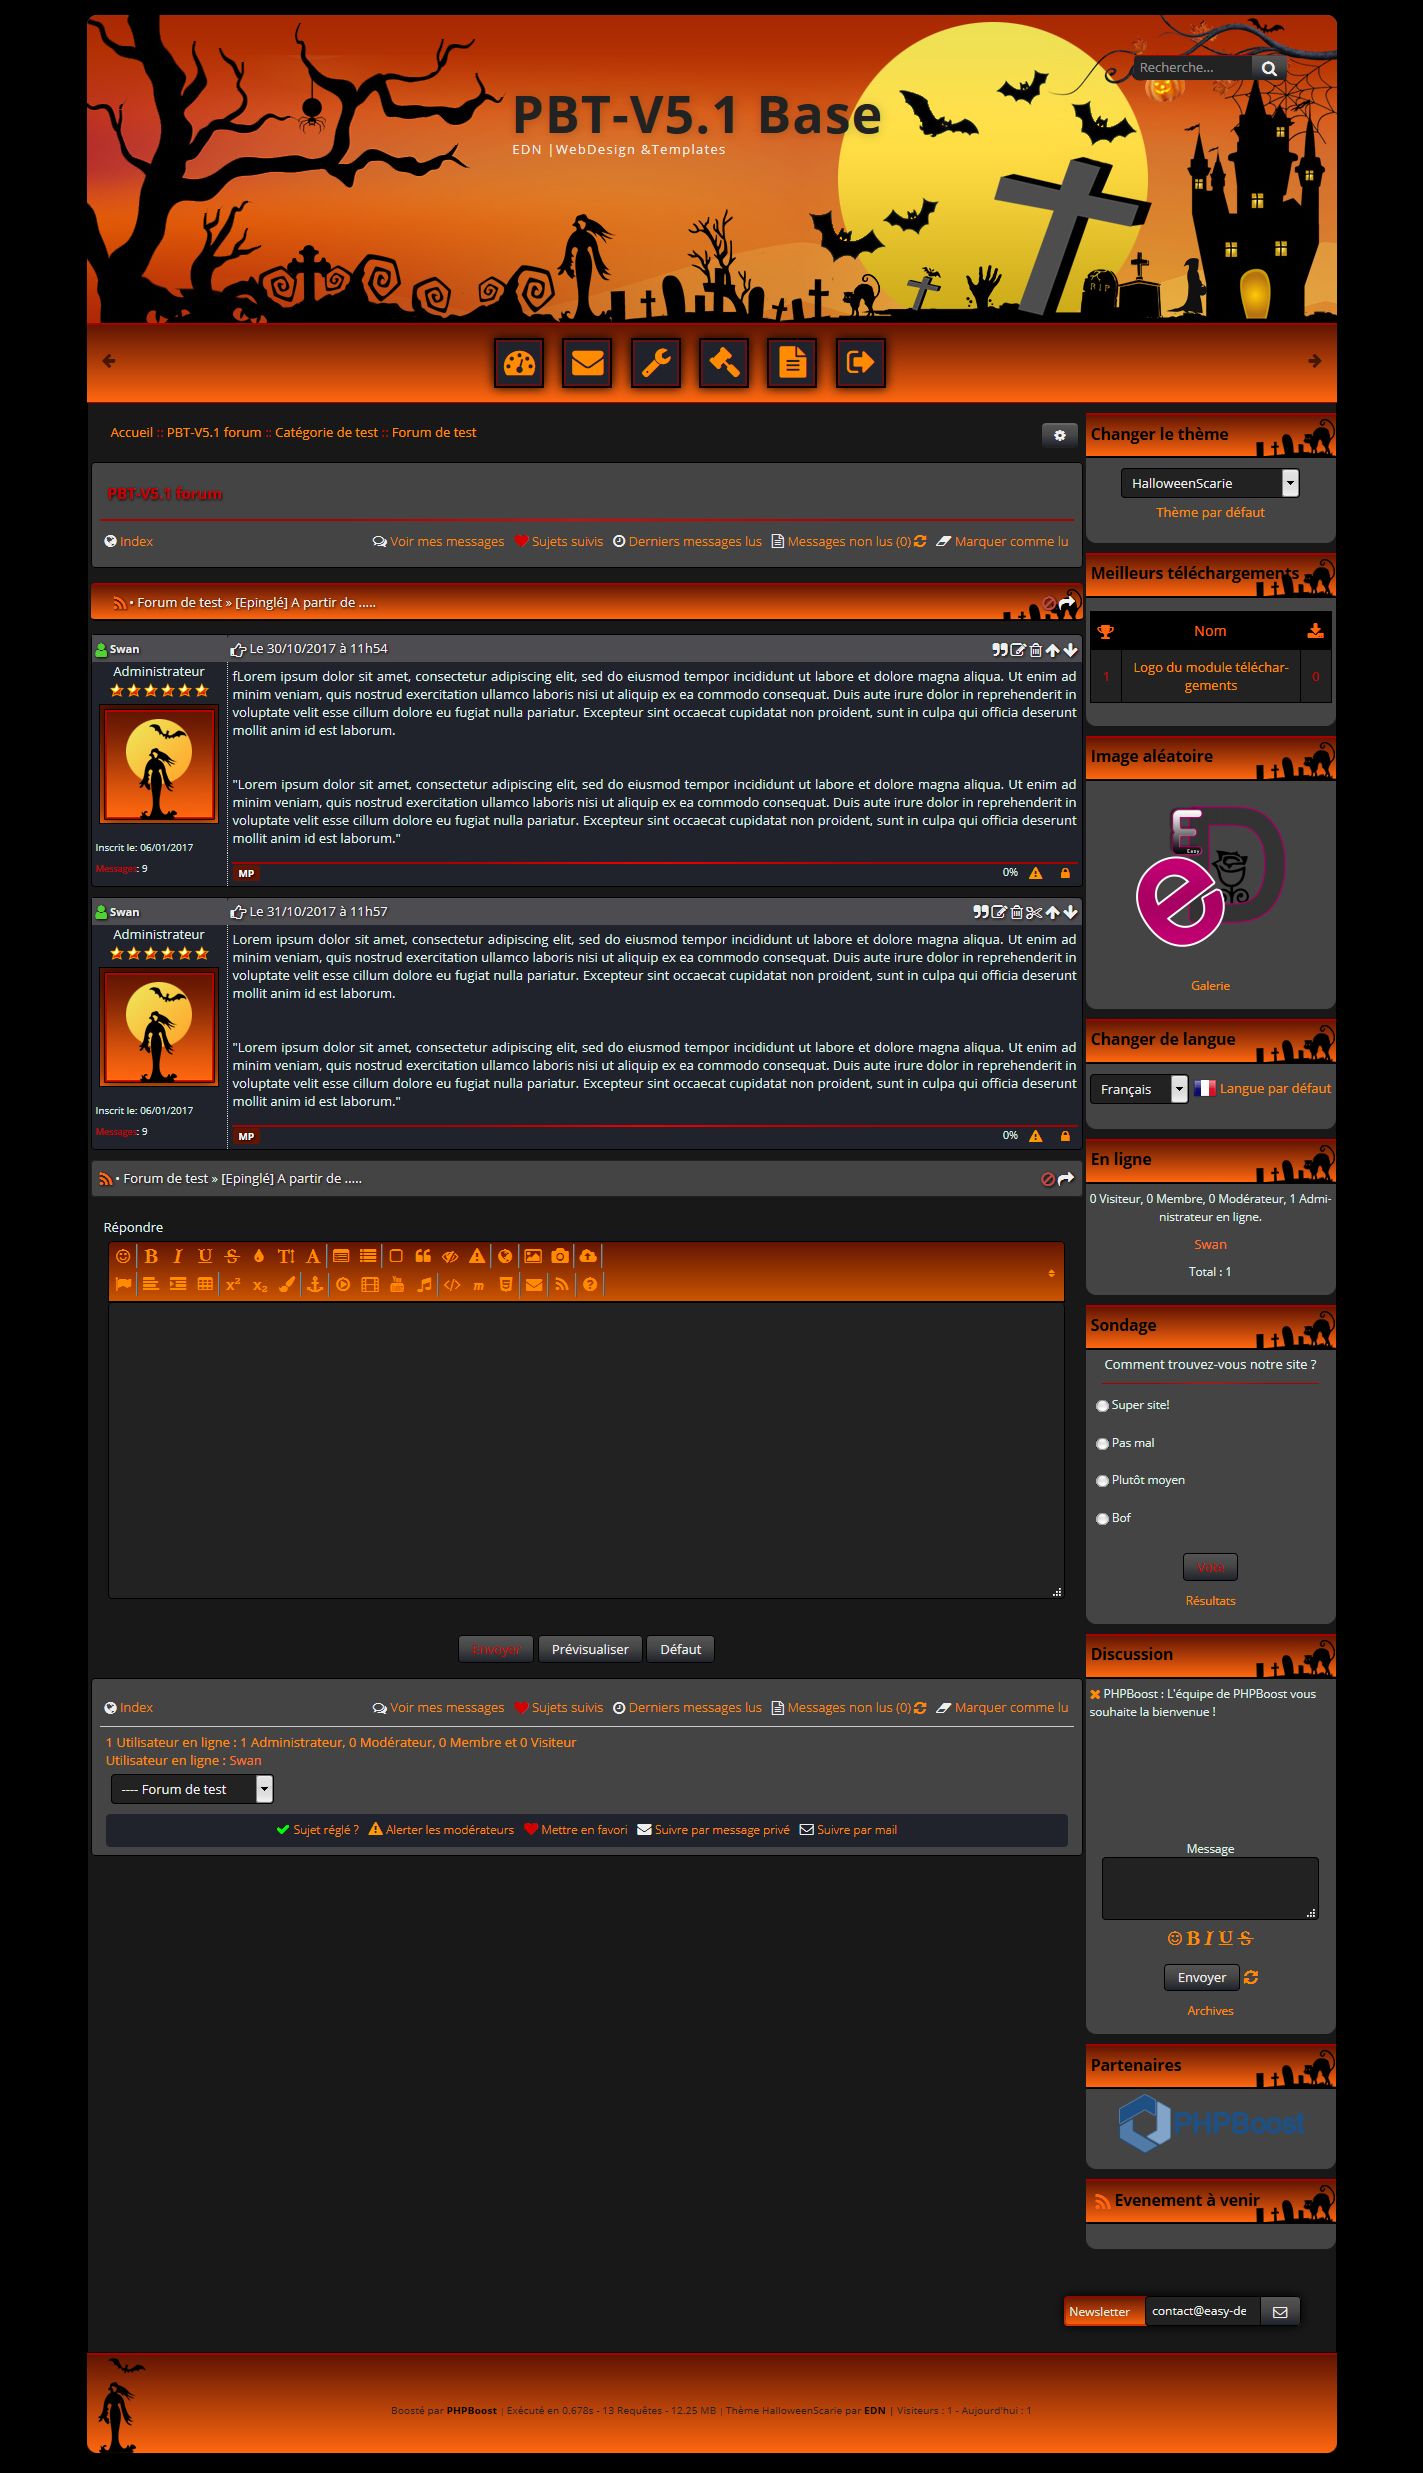 Recherche...
PBT-V5.1 Base
EDN |WebDesign &Templates
RIP
Accueil :: PBT-V5.1 forum :: Catégorie de test :: Forum de test
PBT-V5.1 forum
Index
Voir mes messages Sujets suivis Derniers messages lus Messages non lus (0) Marquer comme lu
• Forum de test » [Epinglé] A partir de .....
Swan
Le 30/10/2017 à 11h54
Administrateur
fLorem ipsum dolor sit amet, consectetur adipiscing elit, sed do eiusmod tempor incididunt ut labore et dolore magna aliqua. Ut enim ad
minim veniam, quis nostrud exercitation ullamco laboris nisi ut aliquip ex ea commodo consequat. Duis aute irure dolor in reprehenderit in
voluptate velit esse cillum dolore eu fugiat nulla pariatur. Excepteur sint occaecat cupidatat non proident, sunt in culpa qui officia deserunt
mollit anim id est laborum.
"Lorem ipsum dolor sit amet, consectetur adipiscing elit, sed do eiusmod tempor incididunt ut labore et dolore magna aliqua. Ut enim ad
minim veniam, quis nostrud exercitation ullamco laboris nisi ut aliquip ex ea commodo consequat. Duis aute irure dolor in reprehenderit in
voluptate velit esse cillum dolore eu fugiat nulla pariatur. Excepteur sint occaecat cupidatat non proident, sunt in culpa qui officia deserunt
mollit anim id est laborum."
Inscrit le: 06/01/2017
Messages: 9
MP
0%
Swan
Le 31/10/2017 à 11h57
Administrateur
Lorem ipsum dolor sit amet, consectetur adipiscing elit, sed do eiusmod tempor incididunt ut labore et dolore magna aliqua. Ut enim ad
minim veniam, quis nostrud exercitation ullamco laboris nisi ut aliquip ex ea commodo consequat. Duis aute irure dolor in reprehenderit in
voluptate velit esse cillum dolore eu fugiat nulla pariatur. Excepteur sint occaecat cupidatat non proident, sunt in culpa qui officia deserunt
mollit anim id est laborum.
"Lorem ipsum dolor sit amet, consectetur adipiscing elit, sed do eiusmod tempor incididunt ut labore et dolore magna aliqua. Ut enim ad
minim veniam, quis nostrud exercitation ullamco laboris nisi ut aliquip ex ea commodo consequat. Duis aute irure dolor in reprehenderit in
voluptate velit esse cillum dolore eu fugiat nulla pariatur. Excepteur sint occaecat cupidatat non proident, sunt in culpa qui officia deserunt
mollit anim id est laborum."
Inscrit le: 06/01/2017
Messages: 9
MP
0%
• Forum de test » [Epinglé] A partir de .....
Répondre
Envoyer Prévisualiser Défaut
Index
Voir mes messages Sujets suivis Derniers messages lus Messages non lus (0) Marquer comme lu
1 Utilisateur en ligne : 1 Administrateur, 0 Modérateur, 0 Membre et 0 Visiteur
Utilisateur en ligne : Swan
---- Forum de test
Sujet réglé ? Alerter les modérateurs Mettre en favori Suivre par message privé Suivre par mail
Changer le thème
HalloweenScarie
Thème par défaut
Meilleurs téléchargements
Nom
1 Logo du module téléchar-
gements 0
Image aléatoire
E D
Easy
e
Galerie
Changer de langue
Français Langue par défaut
En ligne
0 Visiteur, 0 Membre, 0 Modérateur, 1 Admi-
nistrateur en ligne.
Swan
Total : 1
Sondage
Comment trouvez-vous notre site ?
Super site!
Pas mal
Plutôt moyen
Bof
Voter
Résultats
Discussion
PHPBoost : L'équipe de PHPBoost vous
souhaite la bienvenue !
Message
B I U S
Envoyer
Archives
Partenaires
PHPBoost
Evenement à venir
Newsletter contact@easy-de
Boosté par PHPBoost | Exécuté en 0.678s - 13 Requêtes - 12.25 MB | Thème HalloweenScarie par EDN | Visiteurs : 1 - Aujourd'hui : 1